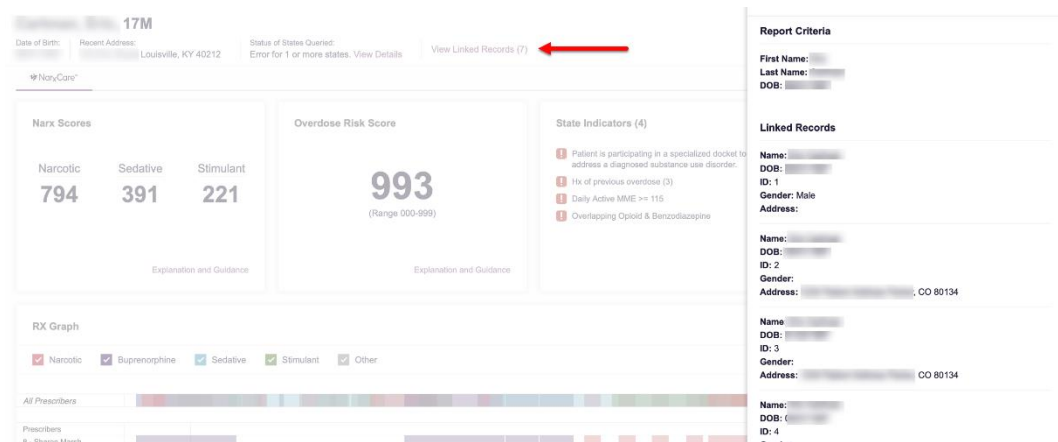 17M
Date of Birth: Recent Address: Status of States Queried:
Louisville, KY 40212 Error for 1 or more states. View Details View Linked Records (7)
NarxCare
Narx Scores
Narcotic Sedative Stimulant
794 391 221
Explanation and Guidance
Overdose Risk Score
993
(Range 000-999)
Explanation and Guidance
State Indicators (4)
Patient is participating in a specialized docket to
address a diagnosed substance use disorder.
Hx of previous overdose (3)
Daily Active MME >= 115
Overlapping Opioid & Benzodiazepine
RX Graph
Narcotic Buprenorphine Sedative Stimulant Other
All Prescribers
Prescribers
Report Criteria
First Name:
Last Name:
DOB:
Linked Records
Name:
DOB:
ID: 1
Gender: Male
Address:
Name:
DOB:
ID: 2
Gender:
Address: , CO 80134
Name
DOB:
ID: 3
Gender:
Address: , CO 80134
Name:
DOB:
ID: 4